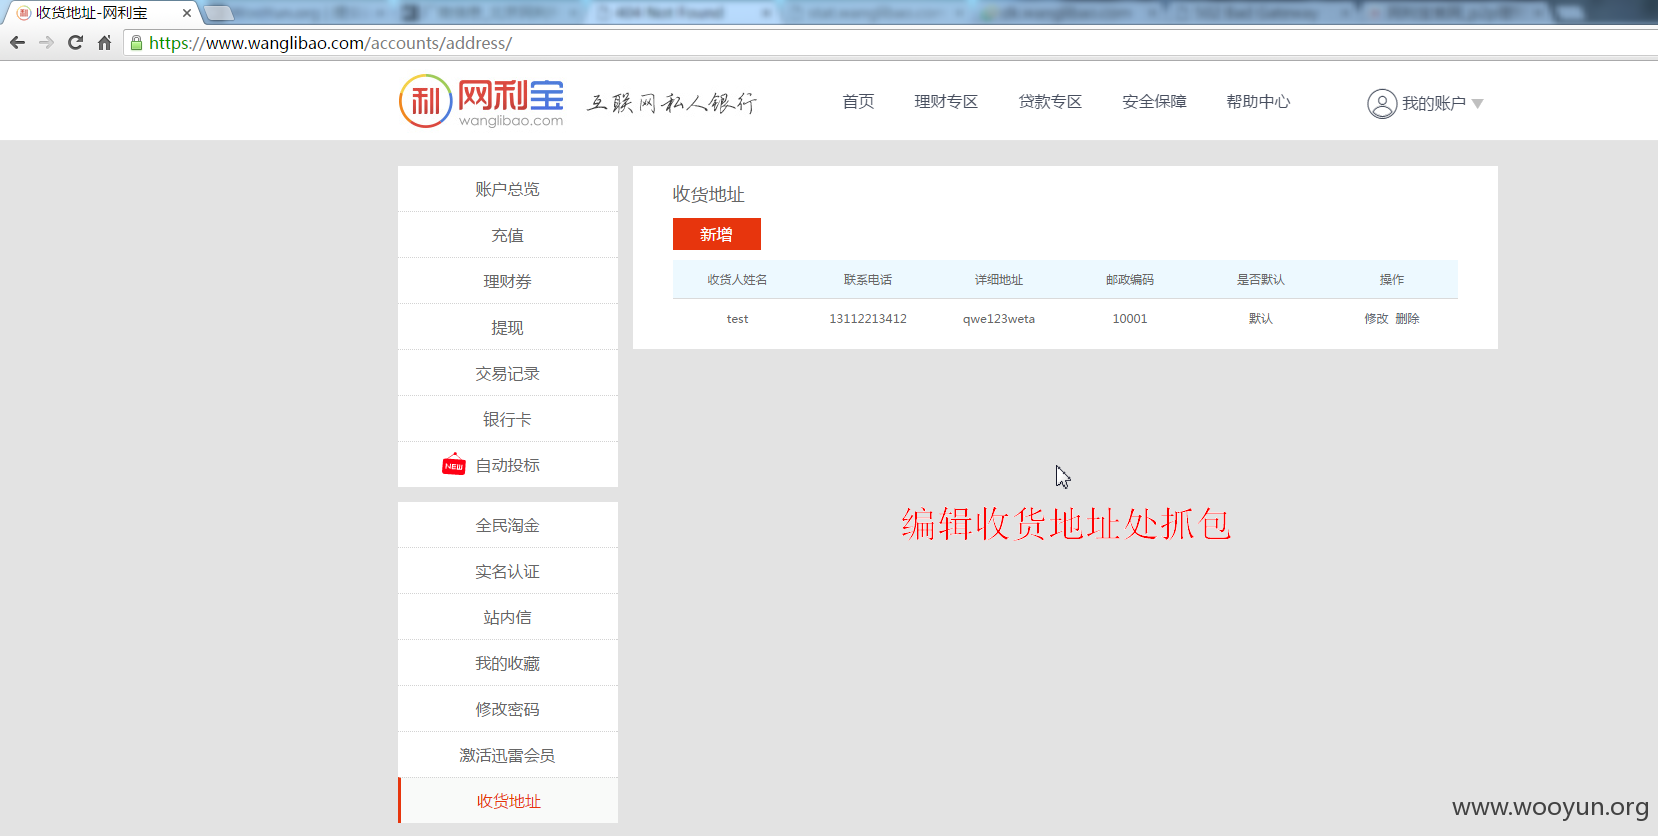 收货地址-网利宝
404 Not Found
502 Bad Gateway
https://www.wanglibao.com/accounts/address/
利 网利宝 wanglibao.com 互联网私人银行
首页 理财专区 贷款专区 安全保障 帮助中心 我的账户
账户总览
充值
理财券
提现
交易记录
银行卡
NEW 自动投标
全民淘金
实名认证
站内信
我的收藏
修改密码
激活迅雷会员
收货地址
收货地址
新增
收货人姓名 联系电话 详细地址 邮政编码 是否默认 操作
test 13112213412 qwe123weta 10001 默认 修改 删除
编辑收货地址处抓包
www.wooyun.org